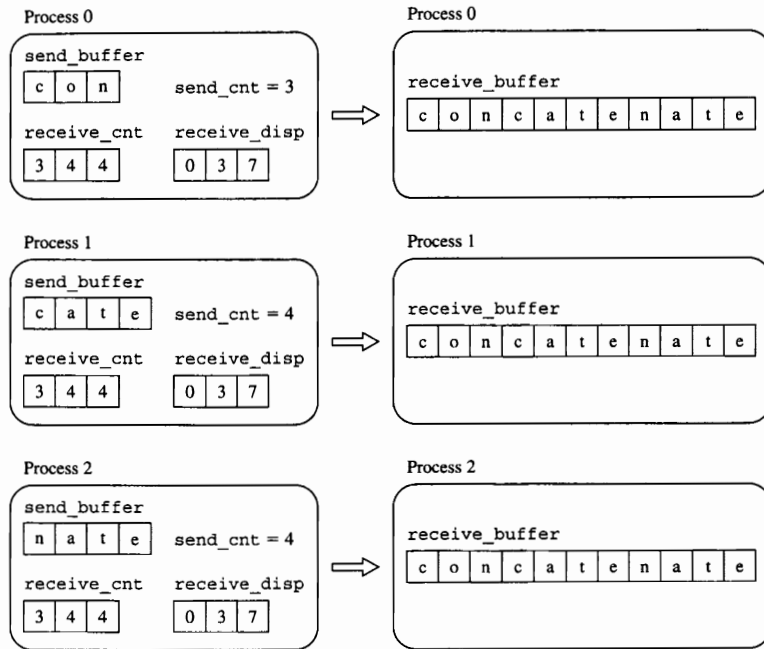 Process 0
send_buffer
c o n
send_cnt = 3
receive_cnt
receive_disp
3 4 4
0 3 7
Process 0
receive_buffer
c o n c a t e n a t e
Process 1
send_buffer
c a t e
send_cnt = 4
receive_cnt
receive_disp
3 4 4
0 3 7
Process 1
receive_buffer
c o n c a t e n a t e
Process 2
send_buffer
n a t e
send_cnt = 4
receive_cnt
receive_disp
3 4 4
0 3 7
Process 2
receive_buffer
c o n c a t e n a t e